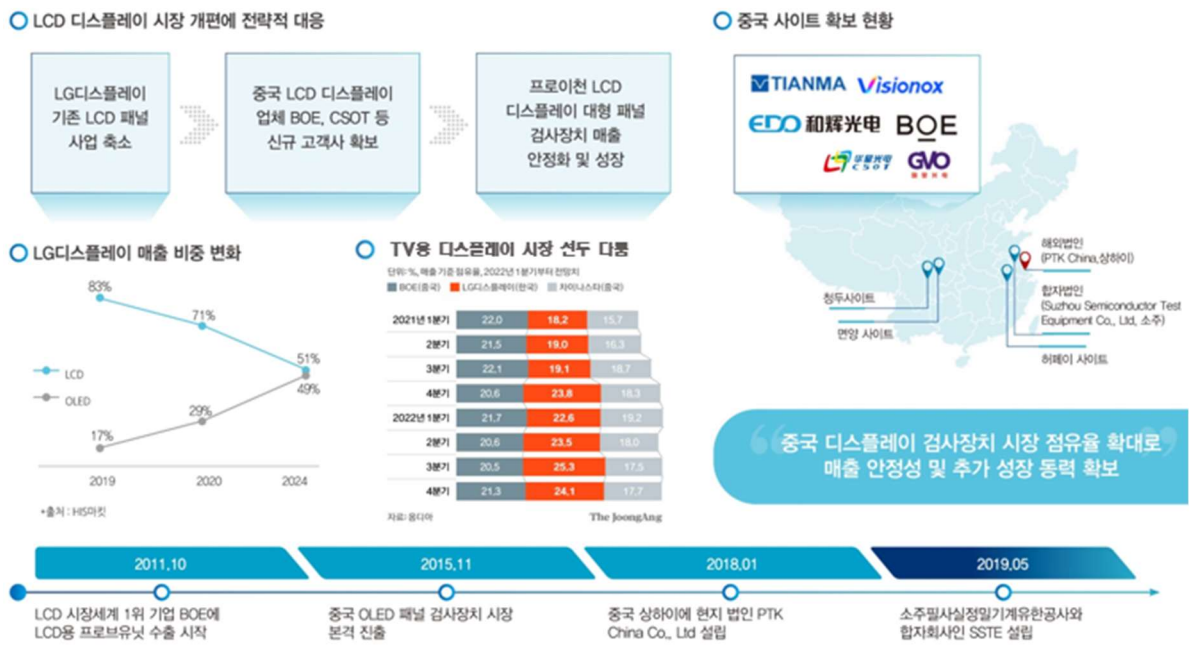 LCD 디스플레이 시장 개편에 전략적 대응
LG디스플레이
기존 LCD 패널
사업 축소
중국 LCD 디스플레이
업체 BOE, CSOT 등
신규 고객사 확보
프로이천 LCD
디스플레이 대형 패널
검사장치 매출
안정화 및 성장
중국 사이트 확보 현황
TIANMA Visionox
EDO 和辉光电 BOE
华星光电
CSOT
GVO
해외법인
(PTK China,상하이)
합자법인
(Suzhou Semiconductor Test
Equipment Co., Ltd, 소주)
허페이 사이트
청두사이트
면양 사이트
LG디스플레이 매출 비중 변화
83%
71%
51%
49%
29%
17%
LCD
OLED
2019 2020 2024
*출처 : HIS마킷
TV용 디스플레이 시장 선두 다툼
단위: %, 매출 기준 점유율, 2022년 1분기부터 전망치
BOE(중국) LG디스플레이(한국) 차이나스타(중국)
2021년 1분기 22.0 18.2 15.7
2분기 21.5 19.0 16.3
3분기 22.1 19.1 18.7
4분기 20.6 23.8 18.3
2022년 1분기 21.7 22.6 19.2
2분기 20.6 23.5 18.0
3분기 20.5 25.3 17.5
4분기 21.3 24.1 17.7
자료: 옴디아 The JoongAng
“중국 디스플레이 검사장치 시장 점유율 확대로
매출 안정성 및 추가 성장 동력 확보”
2011.10
LCD 시장세계 1위 기업 BOE에
LCD용 프로브유닛 수출 시작
2015.11
중국 OLED 패널 검사장치 시장
본격 진출
2018.01
중국 상하이에 현지 법인 PTK
China Co., Ltd 설립
2019.05
소주필사실정밀기계유한공사와
합자회사인 SSTE 설립